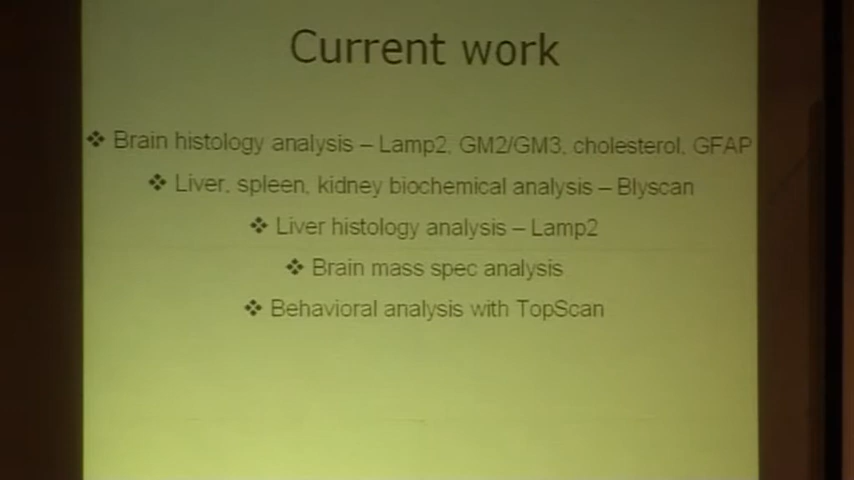 Current work
❖ Brain histology analysis – Lamp2, GM2/GM3, cholesterol, GFAP
❖ Liver, spleen, kidney biochemical analysis – Blyscan
❖ Liver histology analysis – Lamp2
❖ Brain mass spec analysis
❖ Behavioral analysis with TopScan